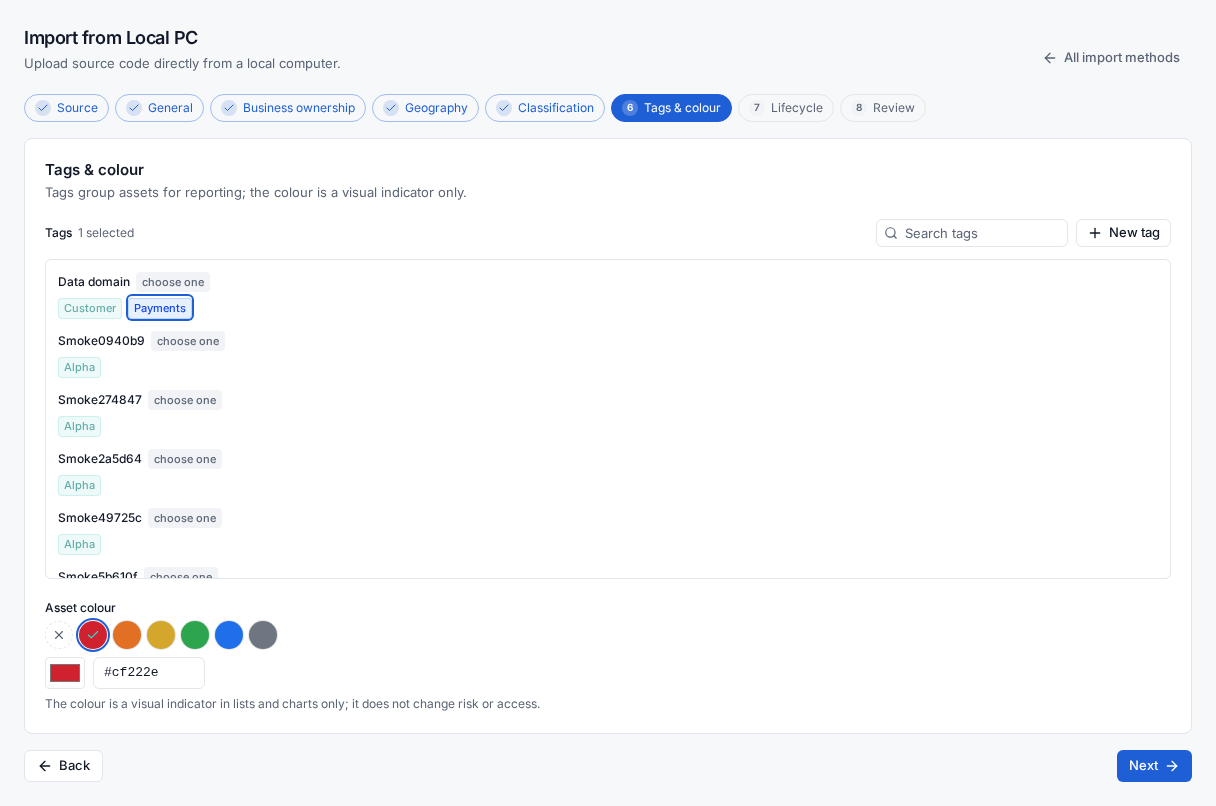 Import from Local PC
Upload source code directly from a local computer.
All import methods
Source
General
Business ownership
Geography
Classification
6 Tags & colour
7 Lifecycle
8 Review
Tags & colour
Tags group assets for reporting; the colour is a visual indicator only.
Tags 1 selected
Search tags
New tag
Data domain choose one
Customer Payments
Smoke0940b9 choose one
Alpha
Smoke274847 choose one
Alpha
Smoke2a5d64 choose one
Alpha
Smoke49725c choose one
Alpha
Smoke5b610f choose one
Asset colour
#cf222e
The colour is a visual indicator in lists and charts only; it does not change risk or access.
Back
Next